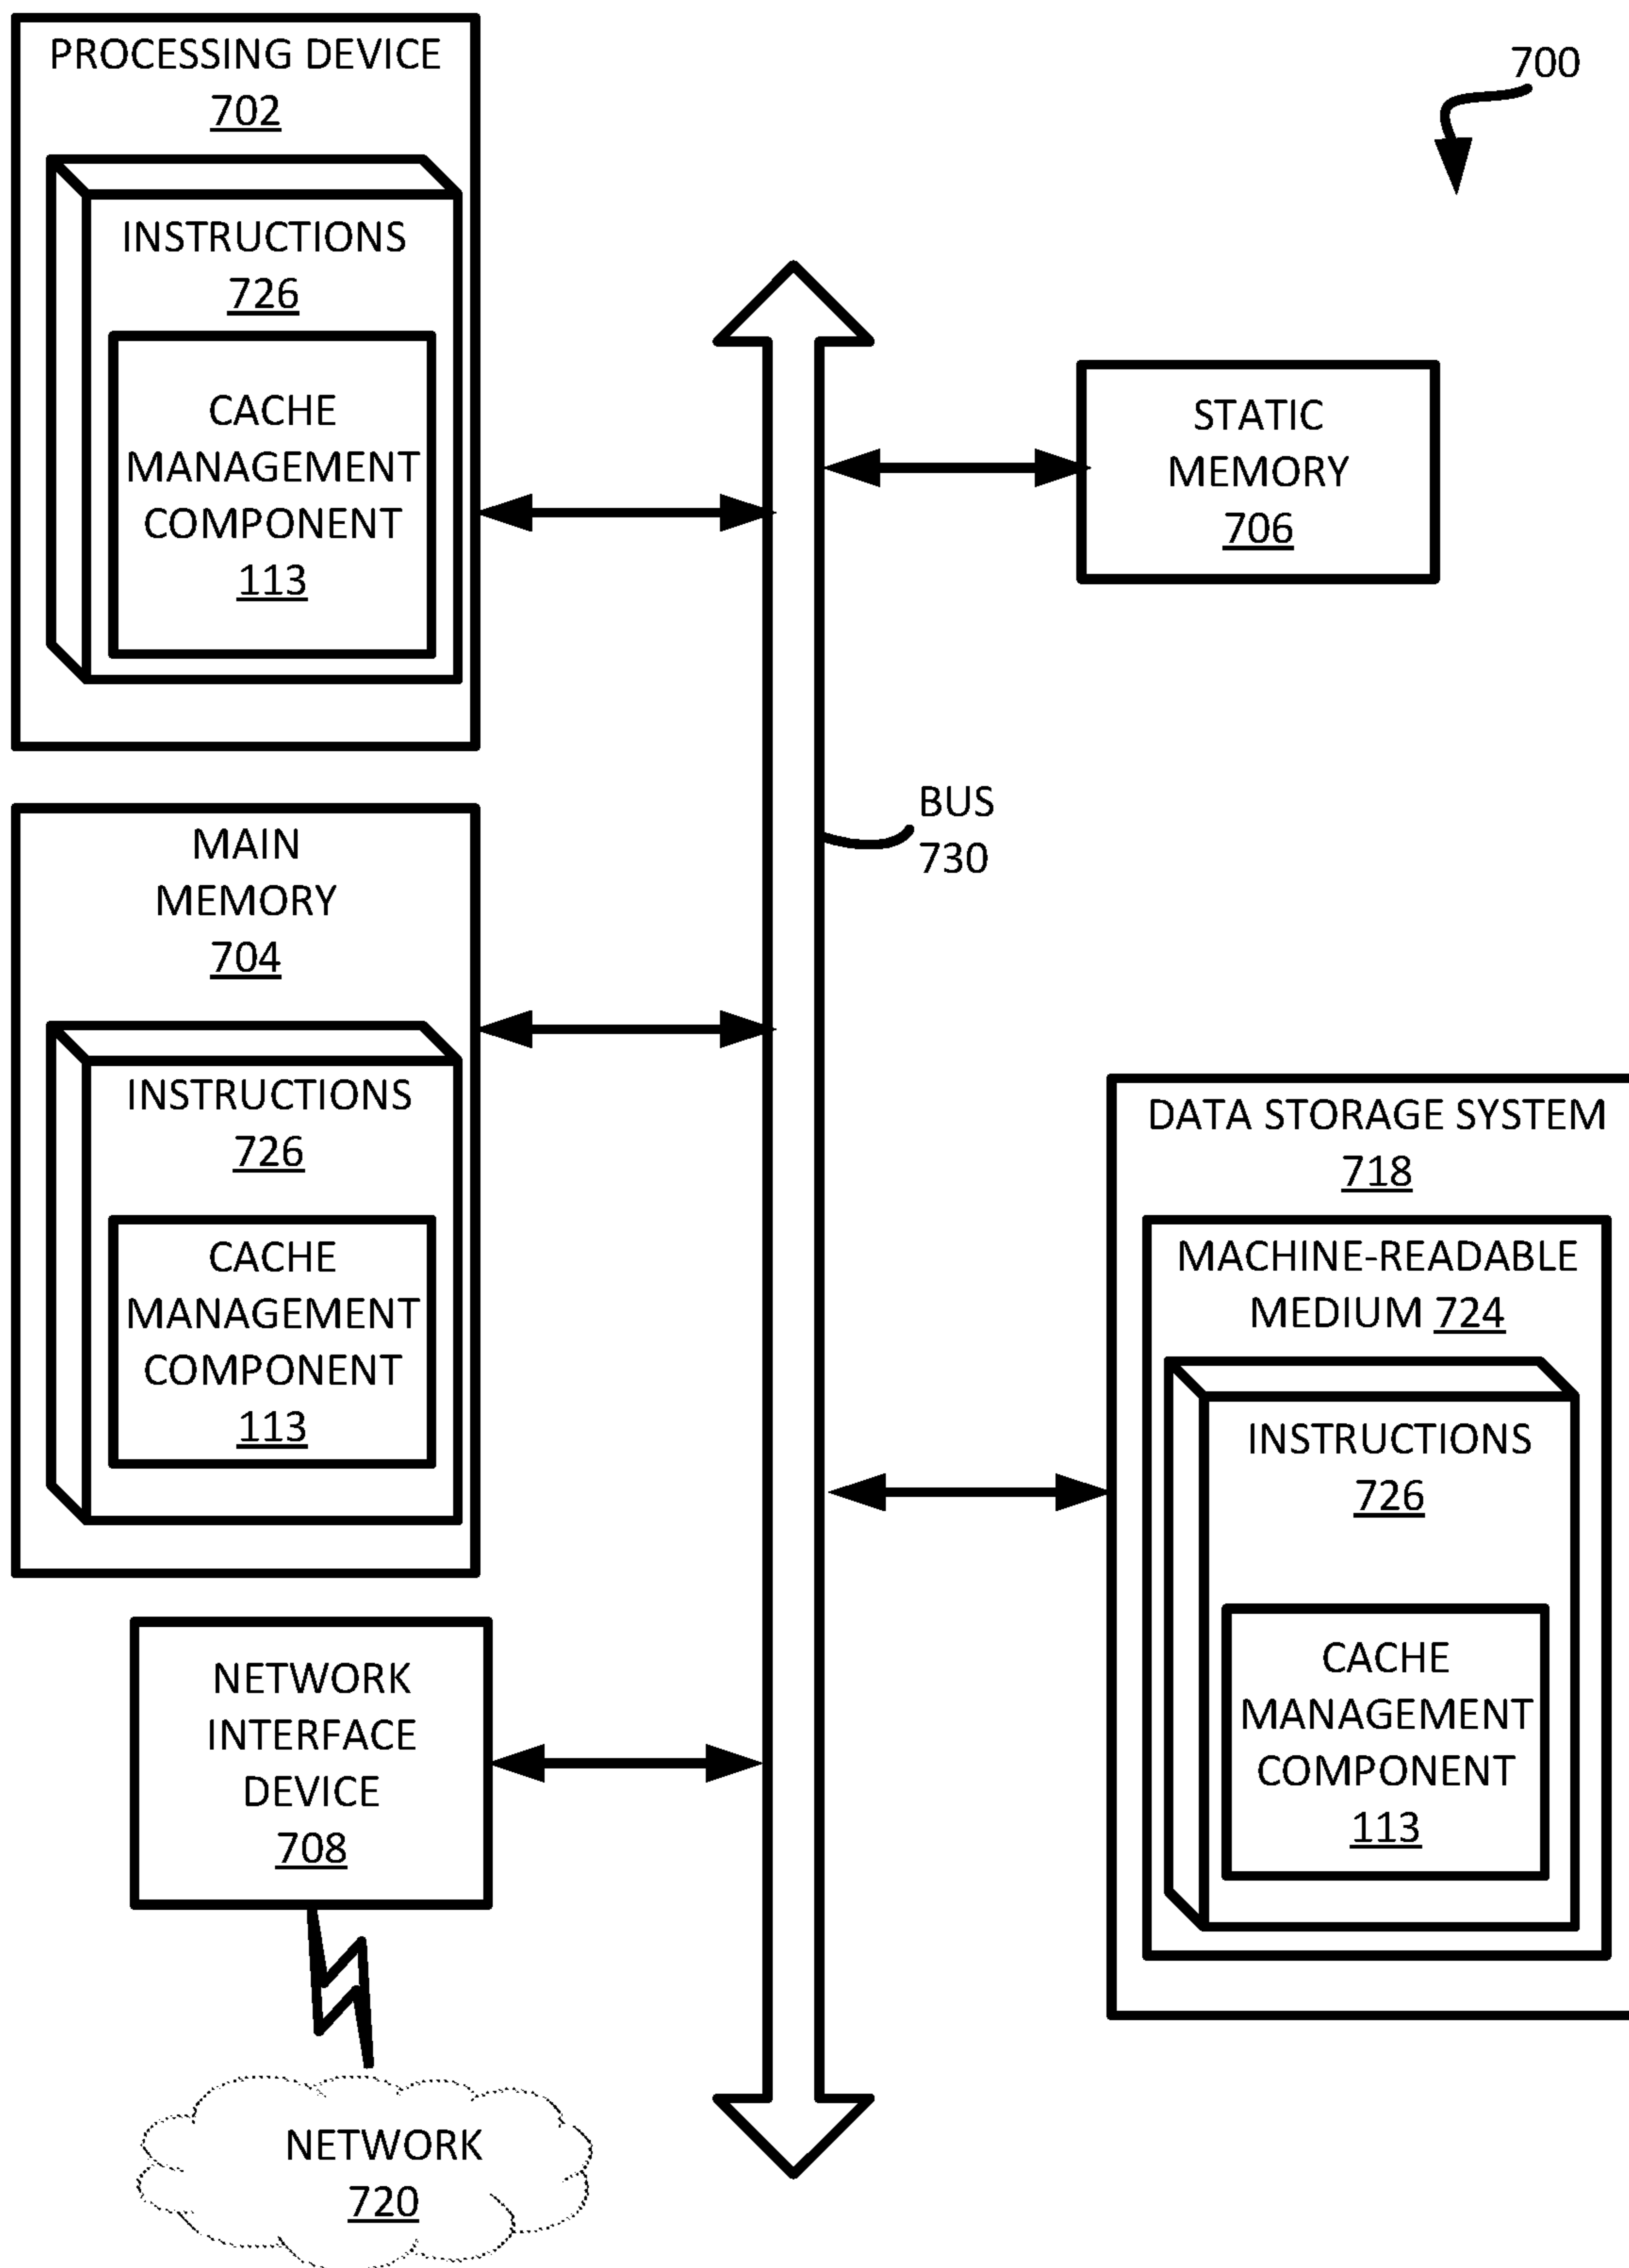 PROCESSING DEVICE
702
INSTRUCTIONS
726
CACHE
MANAGEMENT
COMPONENT
113
700
STATIC
MEMORY
706
BUS
730
MAIN
MEMORY
704
INSTRUCTIONS
726
CACHE
MANAGEMENT
COMPONENT
113
DATA STORAGE SYSTEM
718
MACHINE-READABLE
MEDIUM 724
INSTRUCTIONS
726
CACHE
MANAGEMENT
COMPONENT
113
NETWORK
INTERFACE
DEVICE
708
NETWORK
720